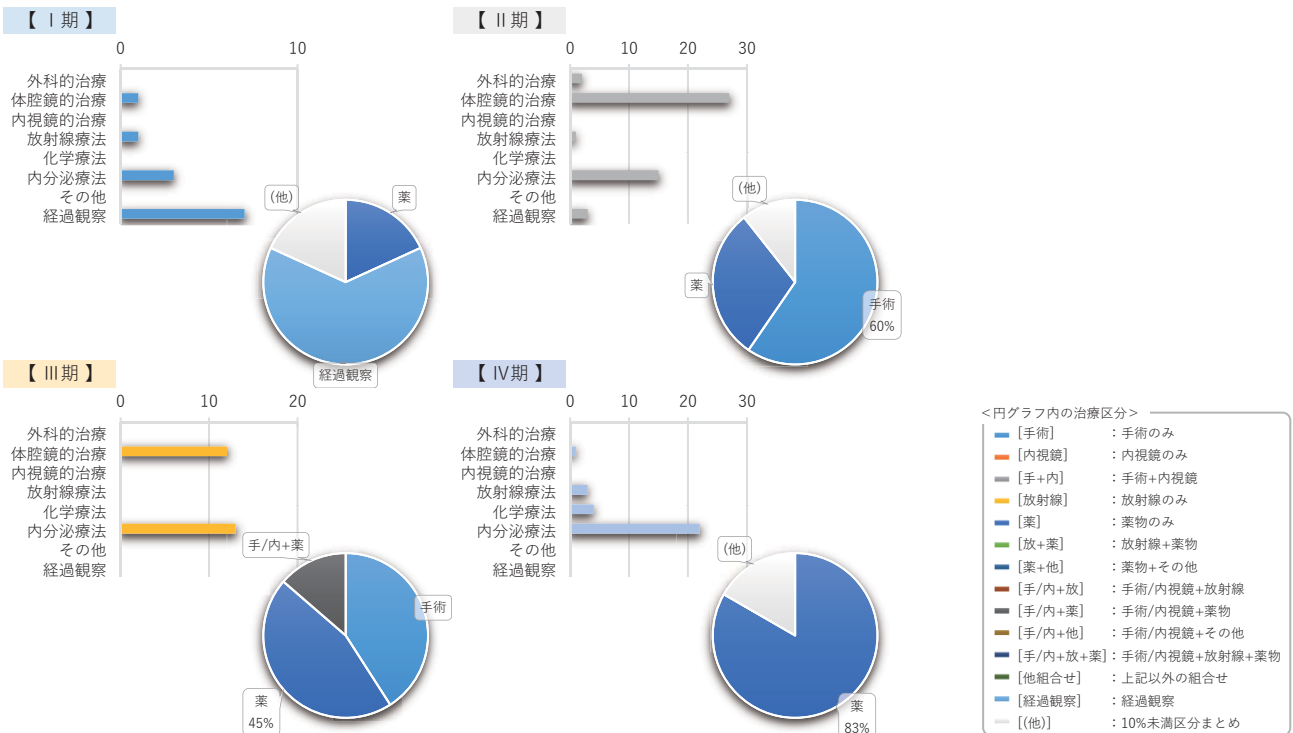 【 Ⅰ期 】
0 10
外科的治療
体腔鏡的治療
内視鏡的治療
放射線療法
化学療法
内分泌療法
その他
経過観察
(他)
薬
経過観察
【 Ⅱ期 】
0 10 20 30
外科的治療
体腔鏡的治療
内視鏡的治療
放射線療法
化学療法
内分泌療法
その他
経過観察
(他)
薬
手術
60%
【 Ⅲ期 】
0 10 20
外科的治療
体腔鏡的治療
内視鏡的治療
放射線療法
化学療法
内分泌療法
その他
経過観察
手/内+薬
手術
薬
45%
【 Ⅳ期 】
0 10 20 30
外科的治療
体腔鏡的治療
内視鏡的治療
放射線療法
化学療法
内分泌療法
その他
経過観察
(他)
薬
83%
<円グラフ内の治療区分>
[手術] :手術のみ
[内視鏡] :内視鏡のみ
[手+内] :手術+内視鏡
[放射線] :放射線のみ
[薬] :薬物のみ
[放+薬] :放射線+薬物
[薬+他] :薬物+その他
[手/内+放] :手術/内視鏡+放射線
[手/内+薬] :手術/内視鏡+薬物
[手/内+他] :手術/内視鏡+その他
[手/内+放+薬] :手術/内視鏡+放射線+薬物
[他組合せ] :上記以外の組合せ
[経過観察] :経過観察
[(他)] :10%未満区分まとめ